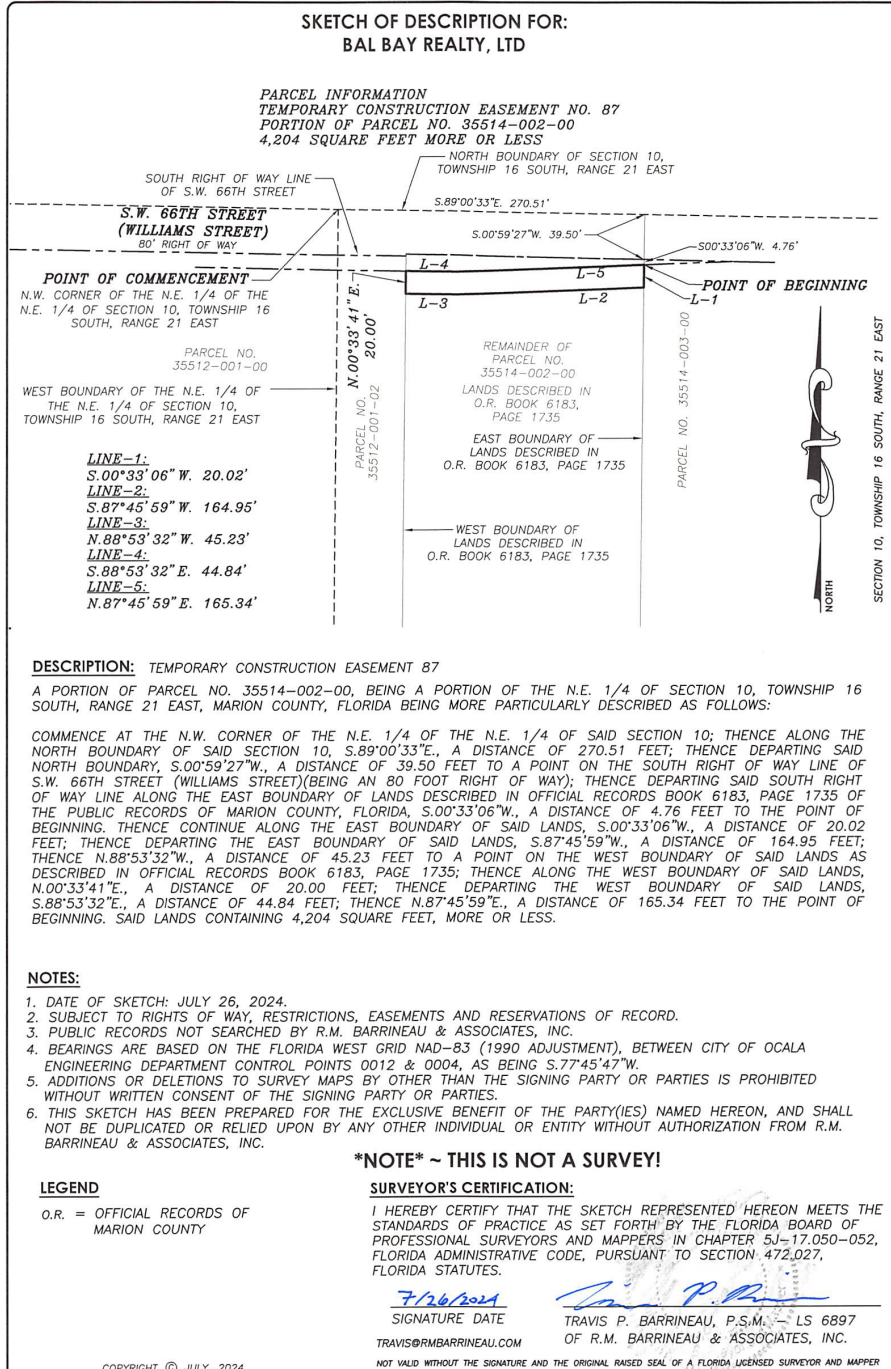 SKETCH OF DESCRIPTION FOR:
BAL BAY REALTY, LTD
PARCEL INFORMATION
TEMPORARY CONSTRUCTION EASEMENT NO. 87
PORTION OF PARCEL NO. 35514-002-00
4,204 SQUARE FEET MORE OR LESS
NORTH BOUNDARY OF SECTION 10,
TOWNSHIP 16 SOUTH, RANGE 21 EAST
SOUTH RIGHT OF WAY LINE
OF S.W. 66TH STREET
S.89°00'33"E. 270.51'
S.W. 66TH STREET
(WILLIAMS STREET)
80' RIGHT OF WAY
S.00°59'27"W. 39.50'
S00°33'06"W. 4.76'
L-4
L-5
POINT OF COMMENCEMENT
N.W. CORNER OF THE N.E. 1/4 OF THE
N.E. 1/4 OF SECTION 10, TOWNSHIP 16
SOUTH, RANGE 21 EAST
POINT OF BEGINNING
L-1
L-3
L-2
N.00°33'41"E.
20.00'
PARCEL NO.
35512-001-00
PARCEL NO.
35512-001-02
REMAINDER OF
PARCEL NO.
35514-002-00
LANDS DESCRIBED IN
O.R. BOOK 6183,
PAGE 1735
PARCEL NO. 35514-003-00
SECTION 10, TOWNSHIP 16 SOUTH, RANGE 21 EAST
WEST BOUNDARY OF THE N.E. 1/4 OF
THE N.E. 1/4 OF SECTION 10,
TOWNSHIP 16 SOUTH, RANGE 21 EAST
EAST BOUNDARY OF
LANDS DESCRIBED IN
O.R. BOOK 6183, PAGE 1735
LINE-1:
S.00°33'06"W. 20.02'
LINE-2:
S.87°45'59"W. 164.95'
LINE-3:
N.88°53'32"W. 45.23'
LINE-4:
S.88°53'32"E. 44.84'
LINE-5:
N.87°45'59"E. 165.34'
WEST BOUNDARY OF
LANDS DESCRIBED IN
O.R. BOOK 6183, PAGE 1735
NORTH
DESCRIPTION: TEMPORARY CONSTRUCTION EASEMENT 87
A PORTION OF PARCEL NO. 35514-002-00, BEING A PORTION OF THE N.E. 1/4 OF SECTION 10, TOWNSHIP 16
SOUTH, RANGE 21 EAST, MARION COUNTY, FLORIDA BEING MORE PARTICULARLY DESCRIBED AS FOLLOWS:
COMMENCE AT THE N.W. CORNER OF THE N.E. 1/4 OF THE N.E. 1/4 OF SAID SECTION 10; THENCE ALONG THE
NORTH BOUNDARY OF SAID SECTION 10, S.89°00'33"E., A DISTANCE OF 270.51 FEET; THENCE DEPARTING SAID
NORTH BOUNDARY, S.00°59'27"W., A DISTANCE OF 39.50 FEET TO A POINT ON THE SOUTH RIGHT OF WAY LINE OF
S.W. 66TH STREET (WILLIAMS STREET)(BEING AN 80 FOOT RIGHT OF WAY); THENCE DEPARTING SAID SOUTH RIGHT
OF WAY LINE ALONG THE EAST BOUNDARY OF LANDS DESCRIBED IN OFFICIAL RECORDS BOOK 6183, PAGE 1735 OF
THE PUBLIC RECORDS OF MARION COUNTY, FLORIDA, S.00°33'06"W., A DISTANCE OF 4.76 FEET TO THE POINT OF
BEGINNING. THENCE CONTINUE ALONG THE EAST BOUNDARY OF SAID LANDS, S.00°33'06"W., A DISTANCE OF 20.02
FEET; THENCE DEPARTING THE EAST BOUNDARY OF SAID LANDS, S.87°45'59"W., A DISTANCE OF 164.95 FEET;
THENCE N.88°53'32"W., A DISTANCE OF 45.23 FEET TO A POINT ON THE WEST BOUNDARY OF SAID LANDS AS
DESCRIBED IN OFFICIAL RECORDS BOOK 6183, PAGE 1735; THENCE ALONG THE WEST BOUNDARY OF SAID LANDS,
N.00°33'41"E., A DISTANCE OF 20.00 FEET; THENCE DEPARTING THE WEST BOUNDARY OF SAID LANDS,
S.88°53'32"E., A DISTANCE OF 44.84 FEET; THENCE N.87°45'59"E., A DISTANCE OF 165.34 FEET TO THE POINT OF
BEGINNING. SAID LANDS CONTAINING 4,204 SQUARE FEET, MORE OR LESS.
NOTES:
1. DATE OF SKETCH: JULY 26, 2024.
2. SUBJECT TO RIGHTS OF WAY, RESTRICTIONS, EASEMENTS AND RESERVATIONS OF RECORD.
3. PUBLIC RECORDS NOT SEARCHED BY R.M. BARRINEAU & ASSOCIATES, INC.
4. BEARINGS ARE BASED ON THE FLORIDA WEST GRID NAD-83 (1990 ADJUSTMENT), BETWEEN CITY OF OCALA
ENGINEERING DEPARTMENT CONTROL POINTS 0012 & 0004, AS BEING S.77°45'47"W.
5. ADDITIONS OR DELETIONS TO SURVEY MAPS BY OTHER THAN THE SIGNING PARTY OR PARTIES IS PROHIBITED
WITHOUT WRITTEN CONSENT OF THE SIGNING PARTY OR PARTIES.
6. THIS SKETCH HAS BEEN PREPARED FOR THE EXCLUSIVE BENEFIT OF THE PARTY(IES) NAMED HEREON, AND SHALL
NOT BE DUPLICATED OR RELIED UPON BY ANY OTHER INDIVIDUAL OR ENTITY WITHOUT AUTHORIZATION FROM R.M.
BARRINEAU & ASSOCIATES, INC.
*NOTE* ~ THIS IS NOT A SURVEY!
LEGEND
O.R. = OFFICIAL RECORDS OF
MARION COUNTY
SURVEYOR'S CERTIFICATION:
I HEREBY CERTIFY THAT THE SKETCH REPRESENTED HEREON MEETS THE
STANDARDS OF PRACTICE AS SET FORTH BY THE FLORIDA BOARD OF
PROFESSIONAL SURVEYORS AND MAPPERS IN CHAPTER 5J-17.050-052,
FLORIDA ADMINISTRATIVE CODE, PURSUANT TO SECTION 472.027,
FLORIDA STATUTES.
7/26/2024
SIGNATURE DATE
TRAVIS@RMBARRINEAU.COM
TRAVIS P. BARRINEAU, P.S.M. - LS 6897
OF R.M. BARRINEAU & ASSOCIATES, INC.
COPYRIGHT © JULY, 2024
NOT VALID WITHOUT THE SIGNATURE AND THE ORIGINAL RAISED SEAL OF A FLORIDA LICENSED SURVEYOR AND MAPPER